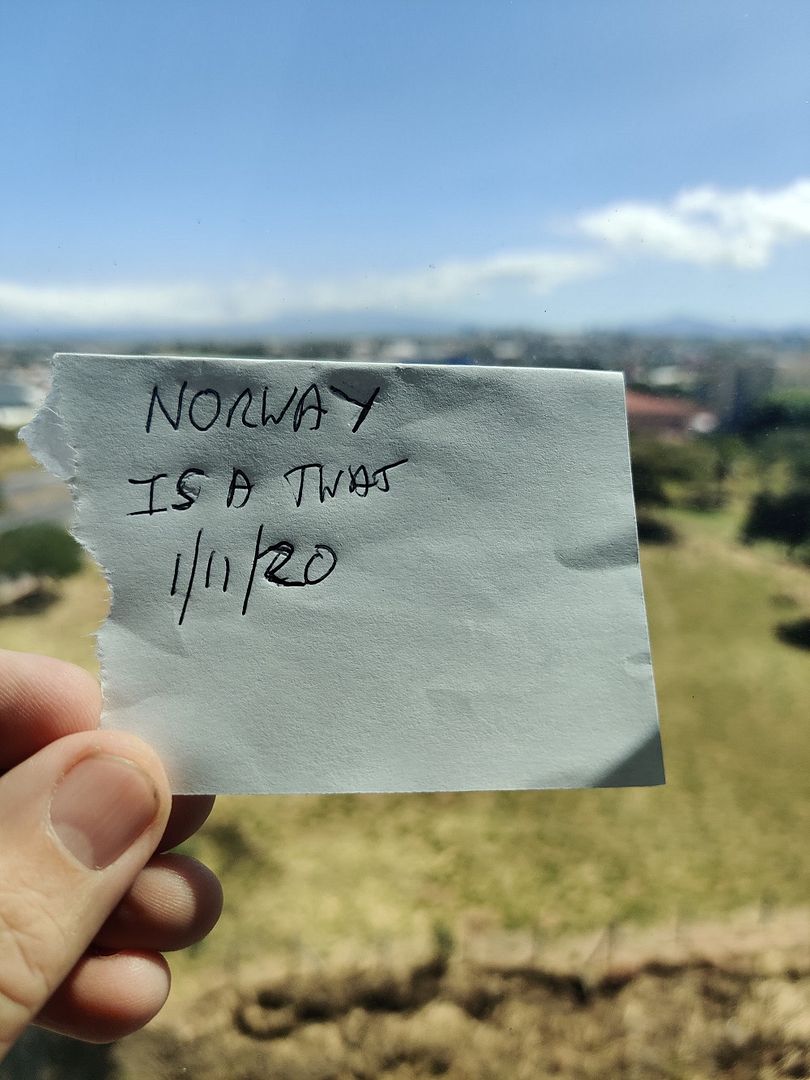 NORWAY
IS A TWAT
1/11/20